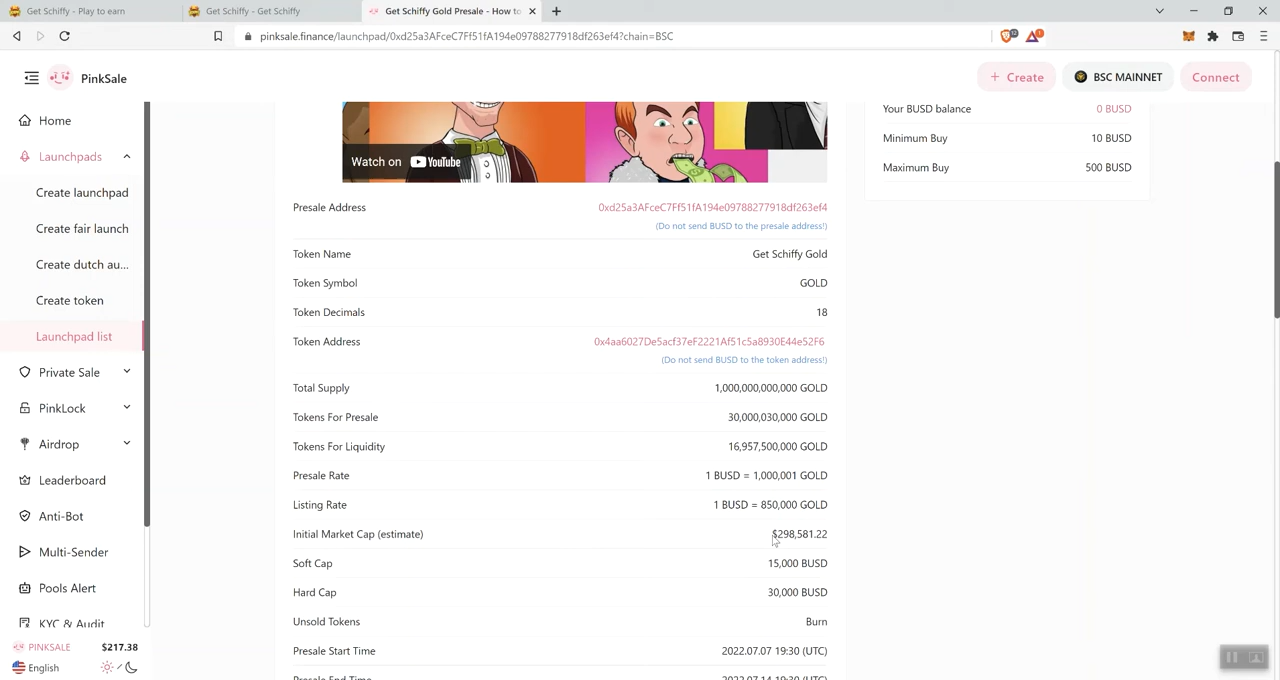 Get Schiffy - Play to earn
Get Schiffy - Get Schiffy
Get Schiffy Gold Presale - How to
pinksale.finance/launchpad/0xd25a3AFceC7Ff51fA194e09788277918df263ef4?chain=BSC
PinkSale
Create
BSC MAINNET
Connect
Home
Launchpads
Create launchpad
Create fair launch
Create dutch au...
Create token
Launchpad list
Private Sale
PinkLock
Airdrop
Leaderboard
Anti-Bot
Multi-Sender
Pools Alert
KYC & Audit
PINKSALE $217.38
English
Watch on YouTube
Presale Address 0xd25a3AFceC7Ff51fA194e09788277918df263ef4
(Do not send BUSD to the presale address!)
Token Name Get Schiffy Gold
Token Symbol GOLD
Token Decimals 18
Token Address 0x4aa6027De5acf37eF2221Af51c5a8930E44e52F6
(Do not send BUSD to the token address!)
Total Supply 1,000,000,000,000 GOLD
Tokens For Presale 30,000,030,000 GOLD
Tokens For Liquidity 16,957,500,000 GOLD
Presale Rate 1 BUSD = 1,000,001 GOLD
Listing Rate 1 BUSD = 850,000 GOLD
Initial Market Cap (estimate) $298,581.22
Soft Cap 15,000 BUSD
Hard Cap 30,000 BUSD
Unsold Tokens Burn
Presale Start Time 2022.07.07 19:30 (UTC)
Presale End Time 2022.07.14 19:30 (UTC)
Your BUSD balance 0 BUSD
Minimum Buy 10 BUSD
Maximum Buy 500 BUSD